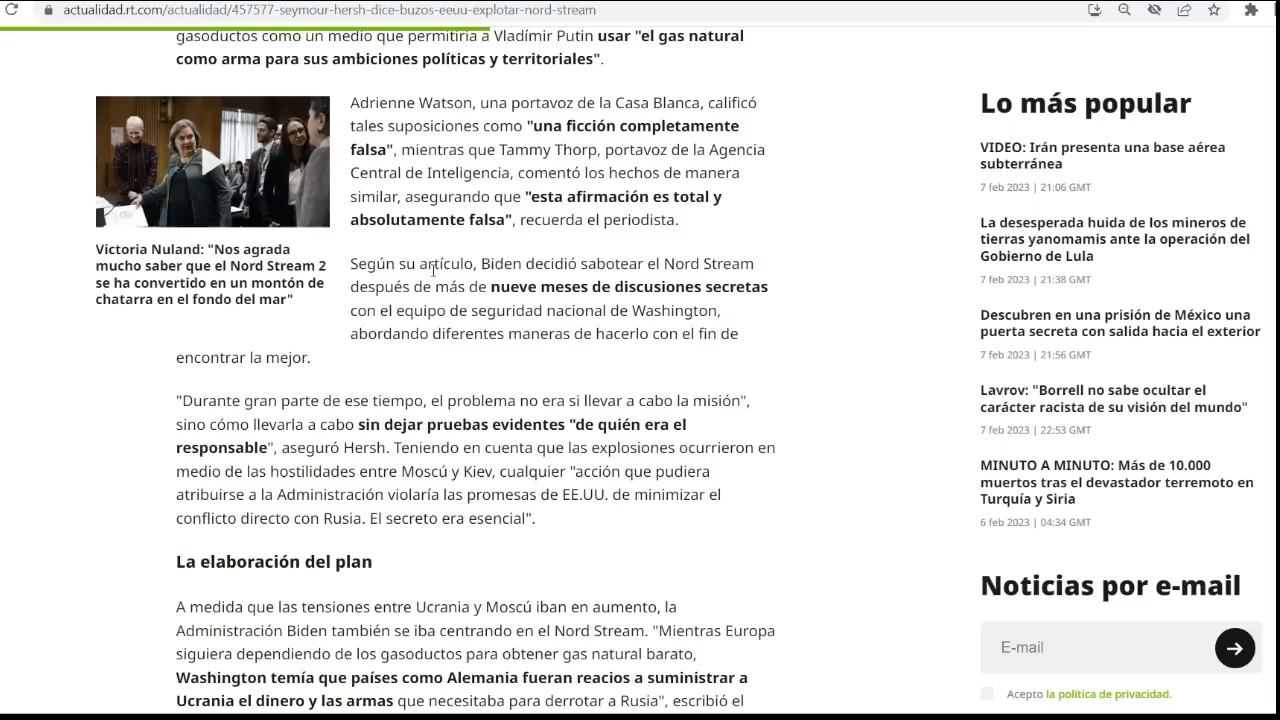 actualidad.rt.com/actualidad/457577-seymour-hersh-dice-buzos-eeuu-explotar-nord-stream
gasoductos como un medio que permitiría a Vladímir Putin usar "el gas natural
como arma para sus ambiciones políticas y territoriales".
Adrienne Watson, una portavoz de la Casa Blanca, calificó
tales suposiciones como "una ficción completamente
falsa", mientras que Tammy Thorp, portavoz de la Agencia
Central de Inteligencia, comentó los hechos de manera
similar, asegurando que "esta afirmación es total y
absolutamente falsa", recuerda el periodista.
Victoria Nuland: "Nos agrada
mucho saber que el Nord Stream 2
se ha convertido en un montón de
chatarra en el fondo del mar"
Según su artículo, Biden decidió sabotear el Nord Stream
después de más de nueve meses de discusiones secretas
con el equipo de seguridad nacional de Washington,
abordando diferentes maneras de hacerlo con el fin de
encontrar la mejor.
"Durante gran parte de ese tiempo, el problema no era si llevar a cabo la misión",
sino cómo llevarla a cabo sin dejar pruebas evidentes "de quién era el
responsable", aseguró Hersh. Teniendo en cuenta que las explosiones ocurrieron en
medio de las hostilidades entre Moscú y Kiev, cualquier "acción que pudiera
atribuirse a la Administración violaría las promesas de EE.UU. de minimizar el
conflicto directo con Rusia. El secreto era esencial".
La elaboración del plan
A medida que las tensiones entre Ucrania y Moscú iban en aumento, la
Administración Biden también se iba centrando en el Nord Stream. "Mientras Europa
siguiera dependiendo de los gasoductos para obtener gas natural barato,
Washington temía que países como Alemania fueran reacios a suministrar a
Ucrania el dinero y las armas que necesitaba para derrotar a Rusia", escribió el
Lo más popular
VIDEO: Irán presenta una base aérea
subterránea
7 feb 2023 | 21:06 GMT
La desesperada huida de los mineros de
tierras yanomamis ante la operación del
Gobierno de Lula
7 feb 2023 | 21:38 GMT
Descubren en una prisión de México una
puerta secreta con salida hacia el exterior
7 feb 2023 | 21:56 GMT
Lavrov: "Borrell no sabe ocultar el
carácter racista de su visión del mundo"
7 feb 2023 | 22:53 GMT
MINUTO A MINUTO: Más de 10.000
muertos tras el devastador terremoto en
Turquía y Siria
6 feb 2023 | 04:34 GMT
Noticias por e-mail
E-mail
Acepto la política de privacidad.